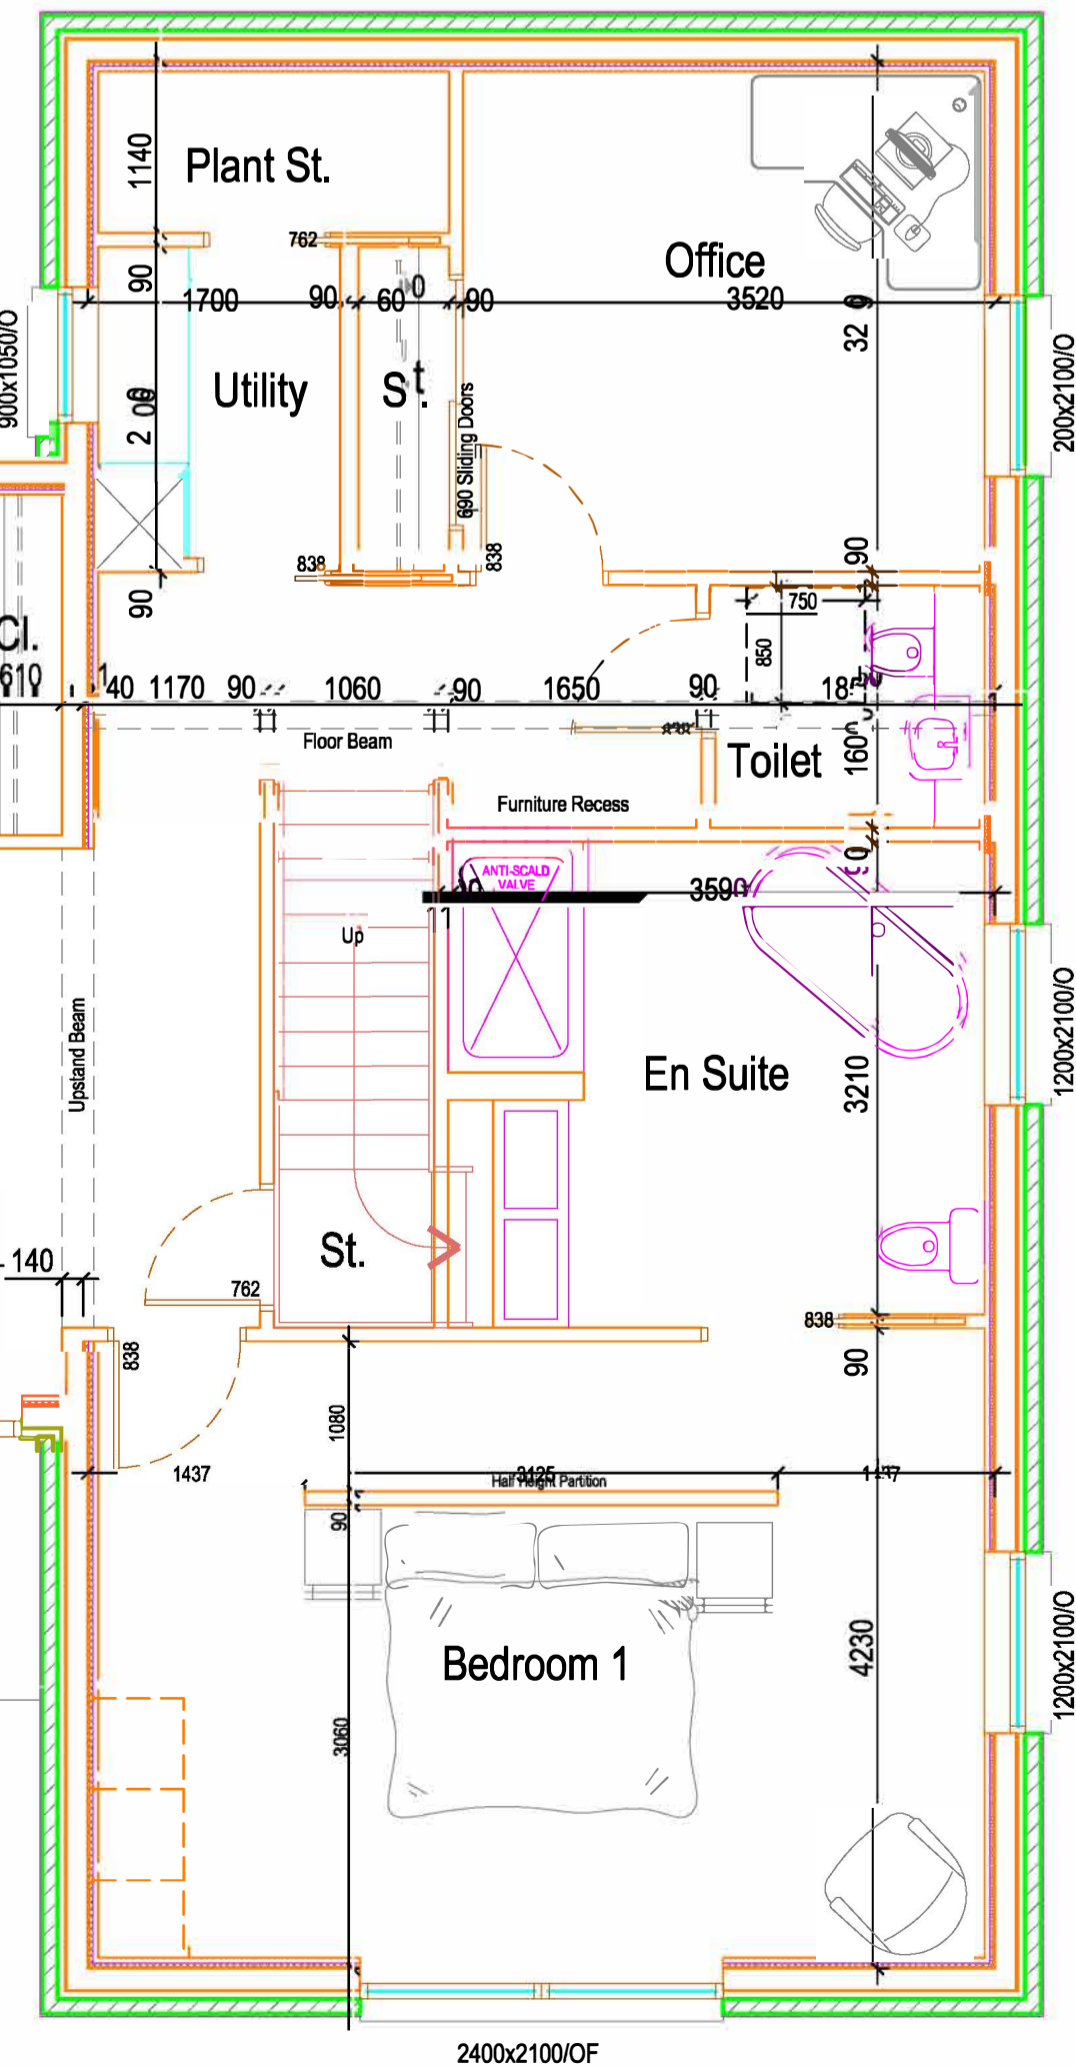 1140
Plant St.
762
Office
90
1700
90
60
90
3520
900x1050/O
Utility
St.
690 Sliding Doors
200x2100/O
838
838
90
90
750
850
Cl.
610
140
1170
90
1060
90
1650
90
Floor Beam
Toilet
Furniture Recess
ANTI-SCALD
VALVE
3590
Up
Upstand Beam
En Suite
3210
1200x2100/O
St.
140
762
838
838
90
1080
1437
3125
Half Height Partition
90
Bedroom 1
4230
1200x2100/O
3060
2400x2100/OF